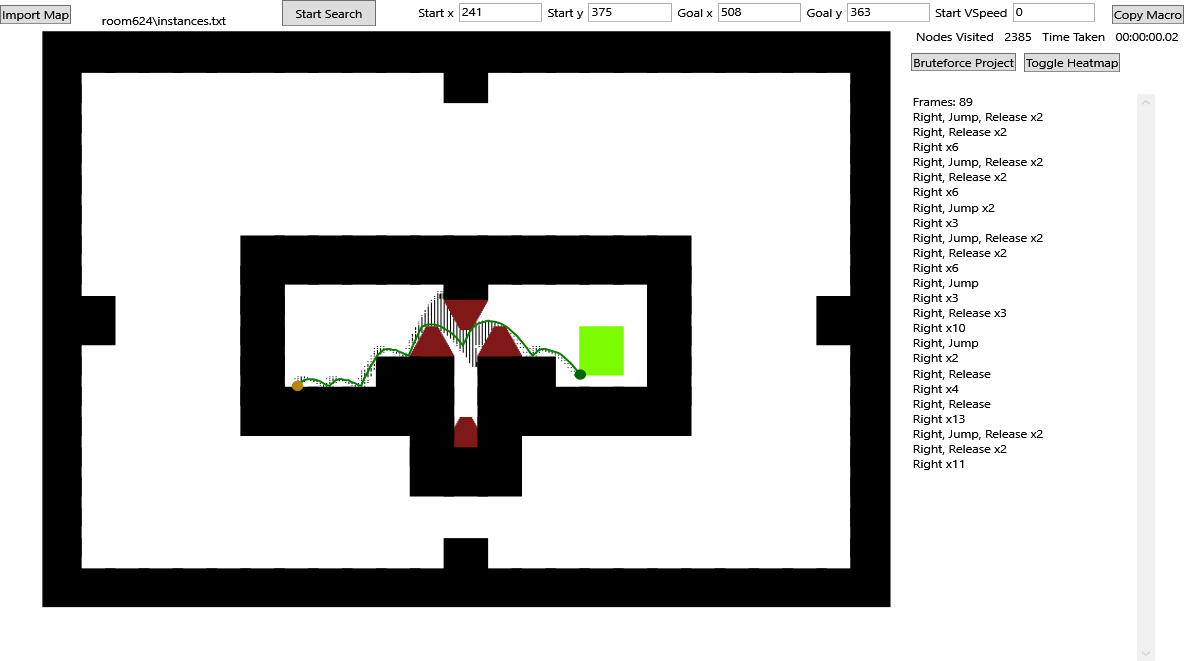 Import Map room624\instances.txt Start Search Start x 241 Start y 375 Goal x 508 Goal y 363 Start VSpeed 0 Copy Macro
Nodes Visited 2385 Time Taken 00:00:00.02
Bruteforce Project Toggle Heatmap
Frames: 89
Right, Jump, Release x2
Right, Release x2
Right x6
Right, Jump, Release x2
Right, Release x2
Right x6
Right, Jump x2
Right x3
Right, Jump, Release x2
Right, Release x2
Right x6
Right, Jump
Right x3
Right, Release x3
Right x10
Right, Jump
Right x2
Right, Release
Right x4
Right, Release
Right x13
Right, Jump, Release x2
Right, Release x2
Right x11